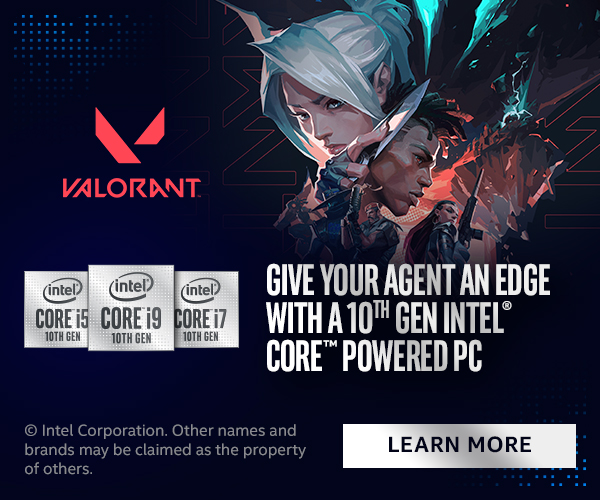 VALORANT™
intel
CORE i5
10TH GEN
intel
CORE i9
10TH GEN
intel
CORE i7
10TH GEN
GIVE YOUR AGENT AN EDGE
WITH A 10TH GEN INTEL®
CORE™ POWERED PC
© Intel Corporation. Other names and
brands may be claimed as the property
of others.
LEARN MORE